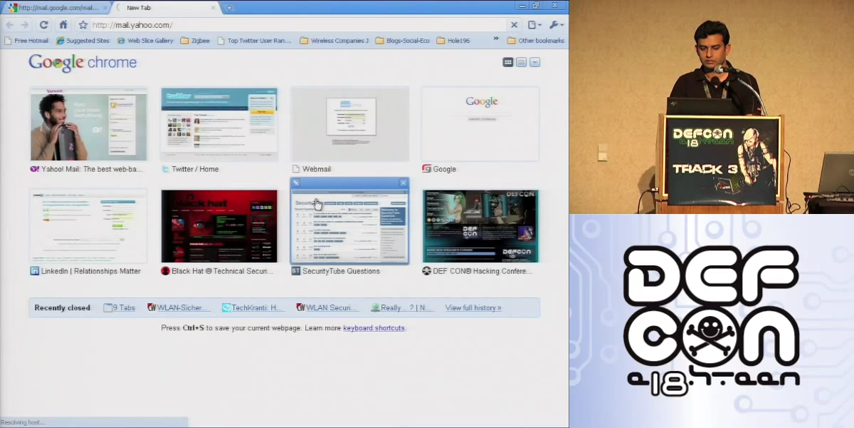 http://mail.google.com/mail...
New Tab
http://mail.yahoo.com/
Free Hotmail
Suggested Sites
Web Slice Gallery
Zigbee
Top Twitter User Ran...
Wireless Companies J
Blogs-Social-Eco
Hole196
»
Other bookmarks
Google chrome
Yahoo! Mail: The best web-ba...
Twitter / Home
Webmail
Google
LinkedIn | Relationships Matter
Black Hat ® Technical Securi...
SecurityTube Questions
DEF CON® Hacking Confere...
Recently closed
9 Tabs
WLAN-Sicher...
TechKranti: H...
WLAN Securi...
Really... ? | N...
View full history »
Press Ctrl+S to save your current webpage. Learn more keyboard shortcuts.
Resolving host...
DEFCON
18
TRACK 3
DEF
CON
e18h-teen